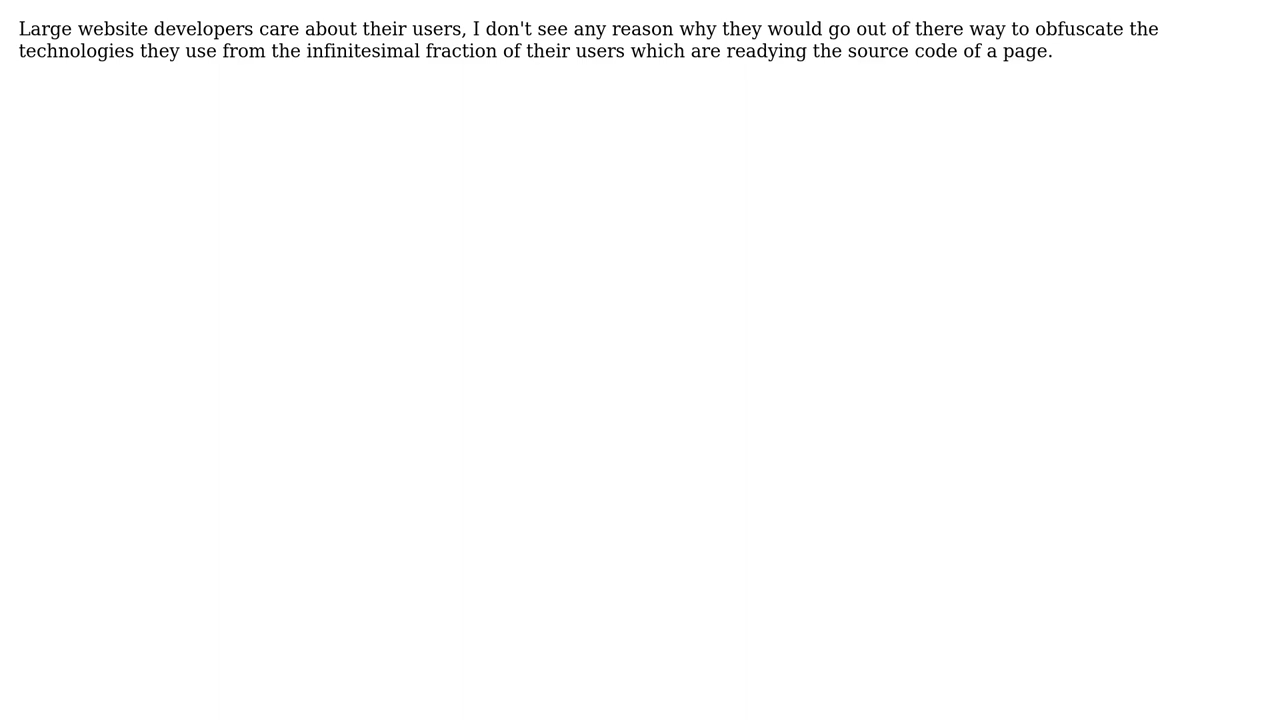 Large website developers care about their users, I don't see any reason why they would go out of there way to obfuscate the
technologies they use from the infinitesimal fraction of their users which are readying the source code of a page.